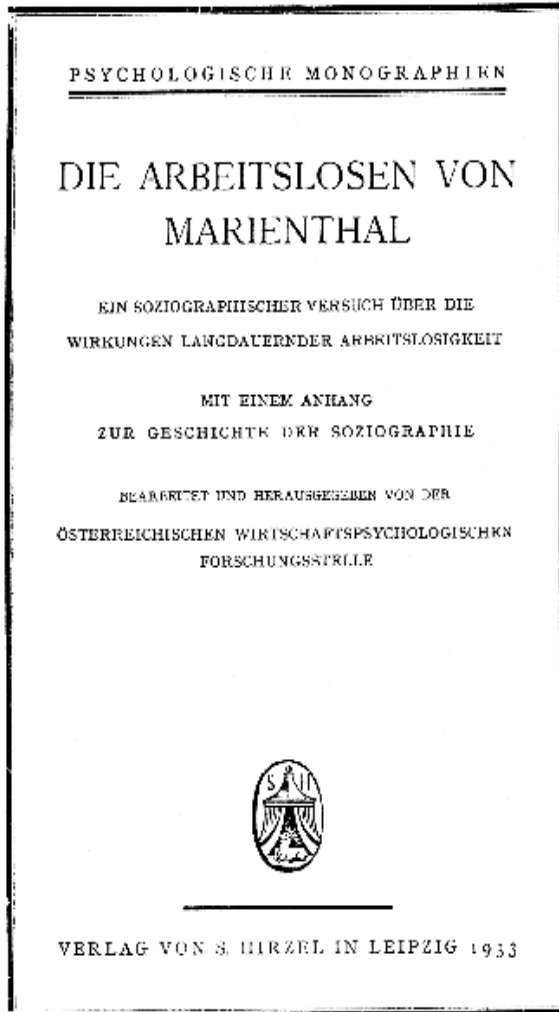 PSYCHOLOGISCHE MONOGRAPHIEN
DIE ARBEITSLOSEN VON
MARIENTHAL
EIN SOZIOGRAPHISCHER VERSUCH ÜBER DIE
WIRKUNGEN LANGDAUERNDER ARBEITSLOSIGKEIT
MIT EINEM ANHANG
ZUR GESCHICHTE DER SOZIOGRAPHIE
BEARBEITET UND HERAUSGEGEBEN VON DER
ÖSTERREICHISCHEN WIRTSCHAFTSPSYCHOLOGISCHEN
FORSCHUNGSSTELLE
S H
VERLAG VON S. HIRZEL IN LEIPZIG 1933